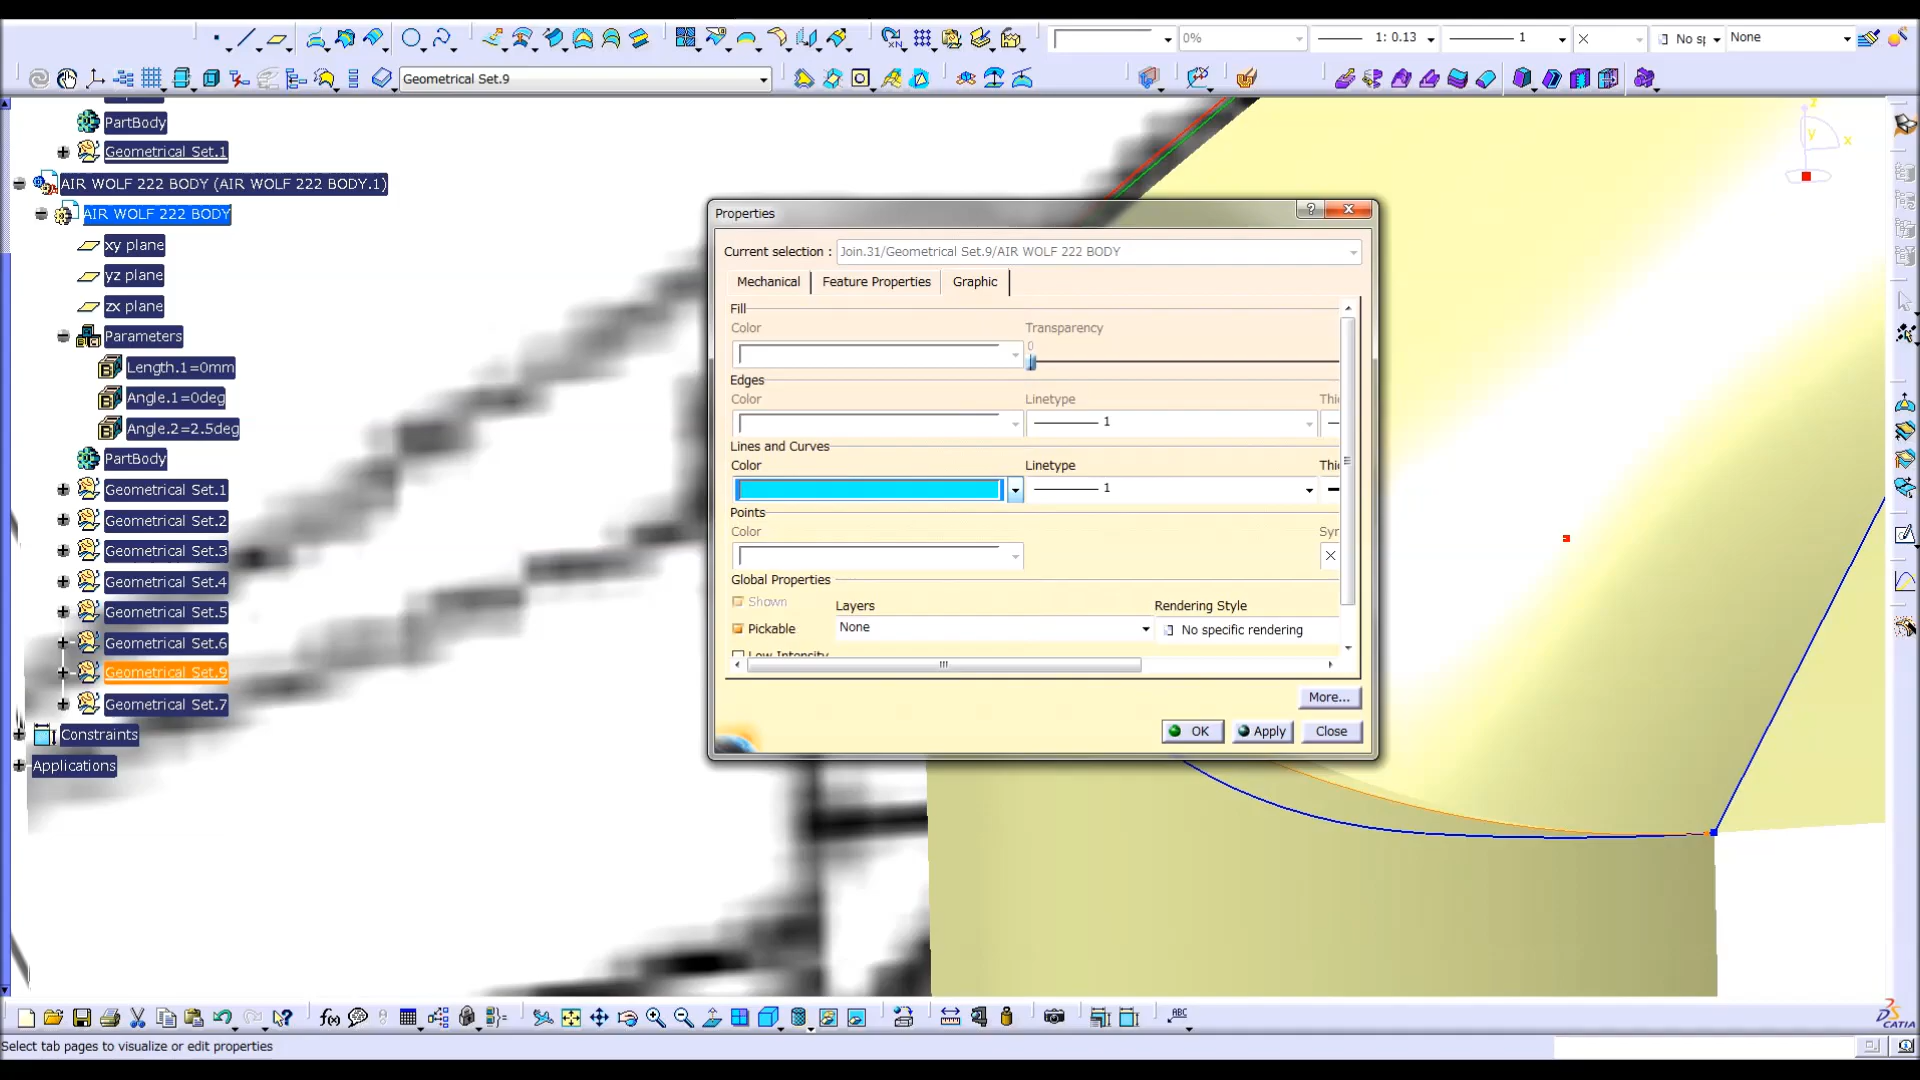 0%
1: 0.13
1
No s
None
Geometrical Set.9
PartBody
Geometrical Set.1
AIR WOLF 222 BODY (AIR WOLF 222 BODY.1)
AIR WOLF 222 BODY
xy plane
yz plane
zx plane
Parameters
Length.1=0mm
Angle.1=0deg
Angle.2=2.5deg
PartBody
Geometrical Set.1
Geometrical Set.2
Geometrical Set.3
Geometrical Set.4
Geometrical Set.5
Geometrical Set.6
Geometrical Set.9
Geometrical Set.7
Constraints
Applications
z
y
x
Properties
Current selection : Join.31/Geometrical Set.9/AIR WOLF 222 BODY
Mechanical Feature Properties Graphic
Fill
Color Transparency
0
Edges
Color Linetype Thi
1
Lines and Curves
Color Linetype Thi
1
Points
Color Syr
Global Properties
Shown Layers Rendering Style
Pickable None No specific rendering
Low Intensity
More...
OK Apply Close
f(x)
ABC
CATIA
Select tab pages to visualize or edit properties